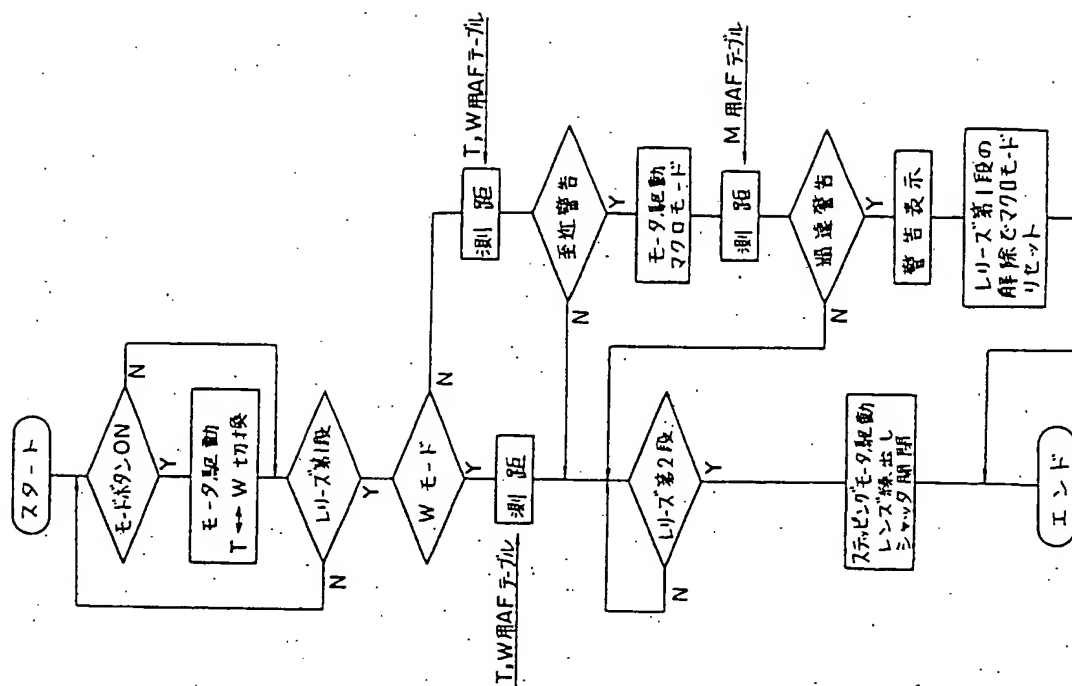 スタート
モードボタンON
N
Y
モータ駆動
T↔W切換
レリーズ第1段
N
Y
Wモード
N
Y
T,W用AFテーブル
測距
T,W用AFテーブル
測距
至近警告
N
Y
モータ駆動
マクロモード
M用AFテーブル
測距
過遠警告
N
Y
警告表示
レリーズ第1段の
解除でマクロモード
リセット
レリーズ第2段
N
Y
ステッピングモータ駆動
レンズ繰出し
シャッタ開閉
エンド